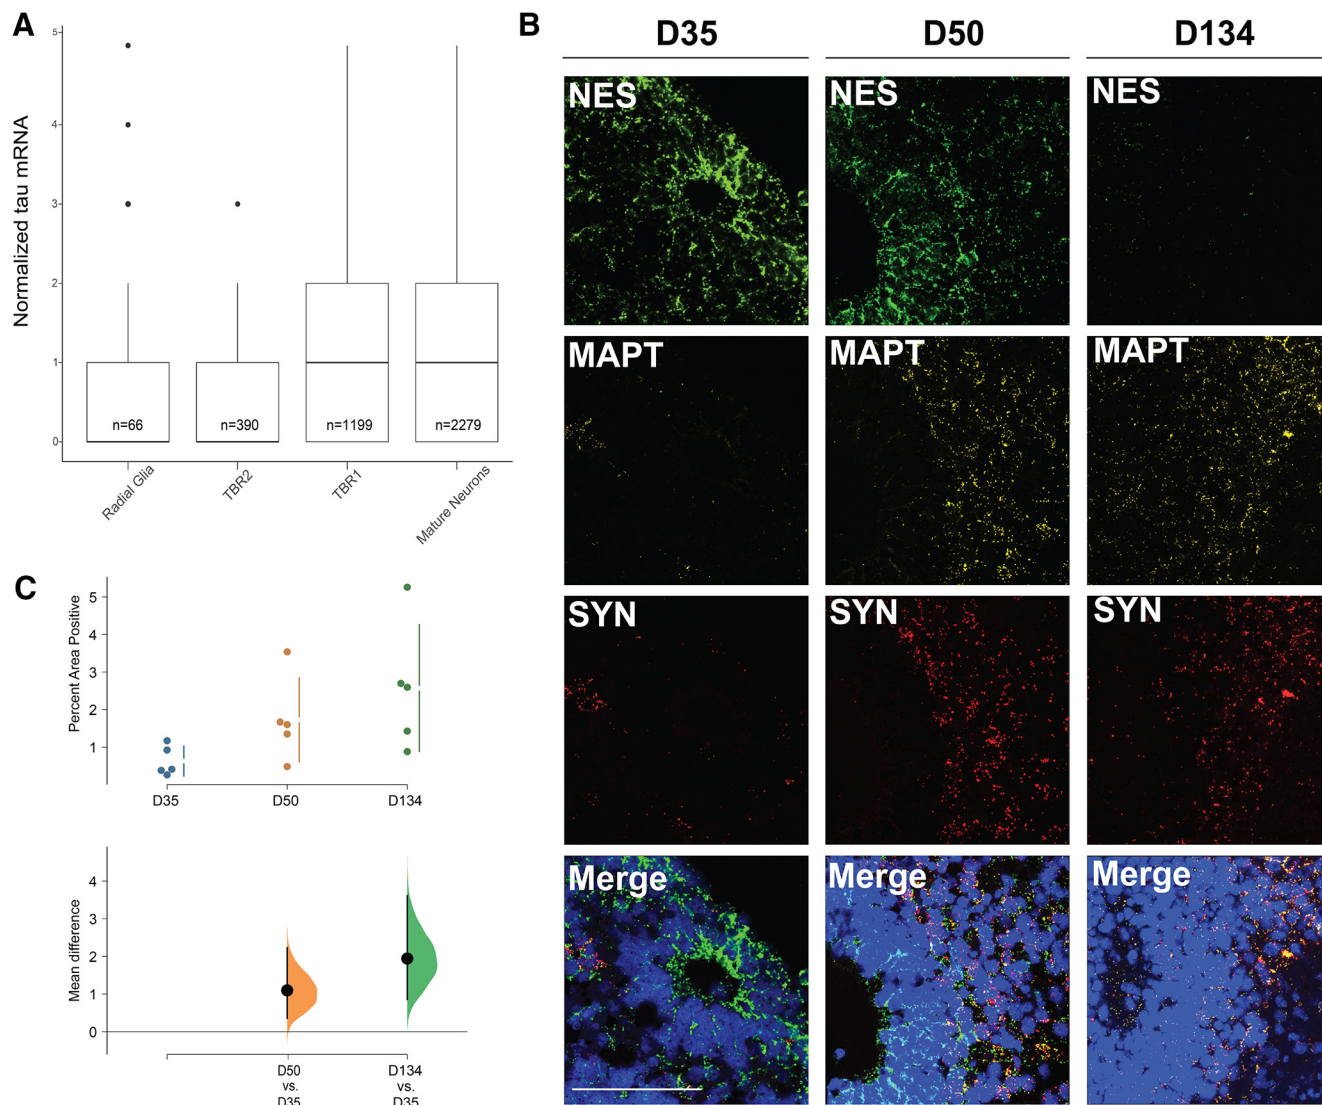 A
5
4
3
2
1
0
Normalized tau mRNA
n=66
n=390
n=1199
n=2279
Radial Glia
TBR2
TBR1
Mature Neurons
B
D35
D50
D134
NES
NES
NES
MAPT
MAPT
MAPT
SYN
SYN
SYN
Merge
Merge
Merge
C
5
4
3
2
1
Percent Area Positive
D35
D50
D134
4
3
2
1
0
Mean difference
D50
vs.
D35
D134
vs.
D35